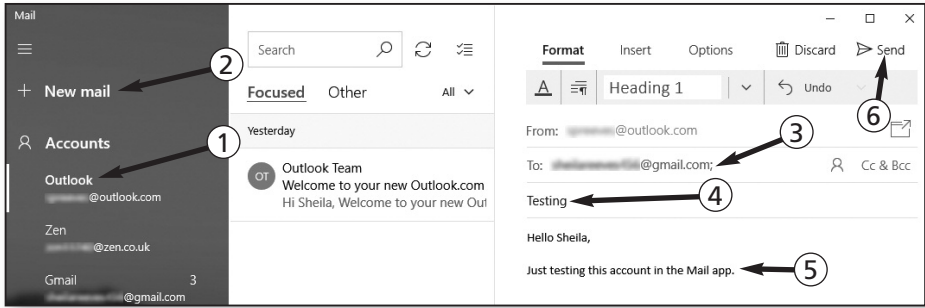 Mail
New mail
Accounts
Outlook
@outlook.com
Zen
@zen.co.uk
Gmail 3
@gmail.com
2
1
Search
Focused Other All
Yesterday
OT
Outlook Team
Welcome to your new Outlook.com
Hi Sheila, Welcome to your new Out
Format Insert Options Discard Send
A Heading 1 Undo
6
From: @outlook.com
3
To: @gmail.com; Cc & Bcc
Testing
4
Hello Sheila,
Just testing this account in the Mail app.
5